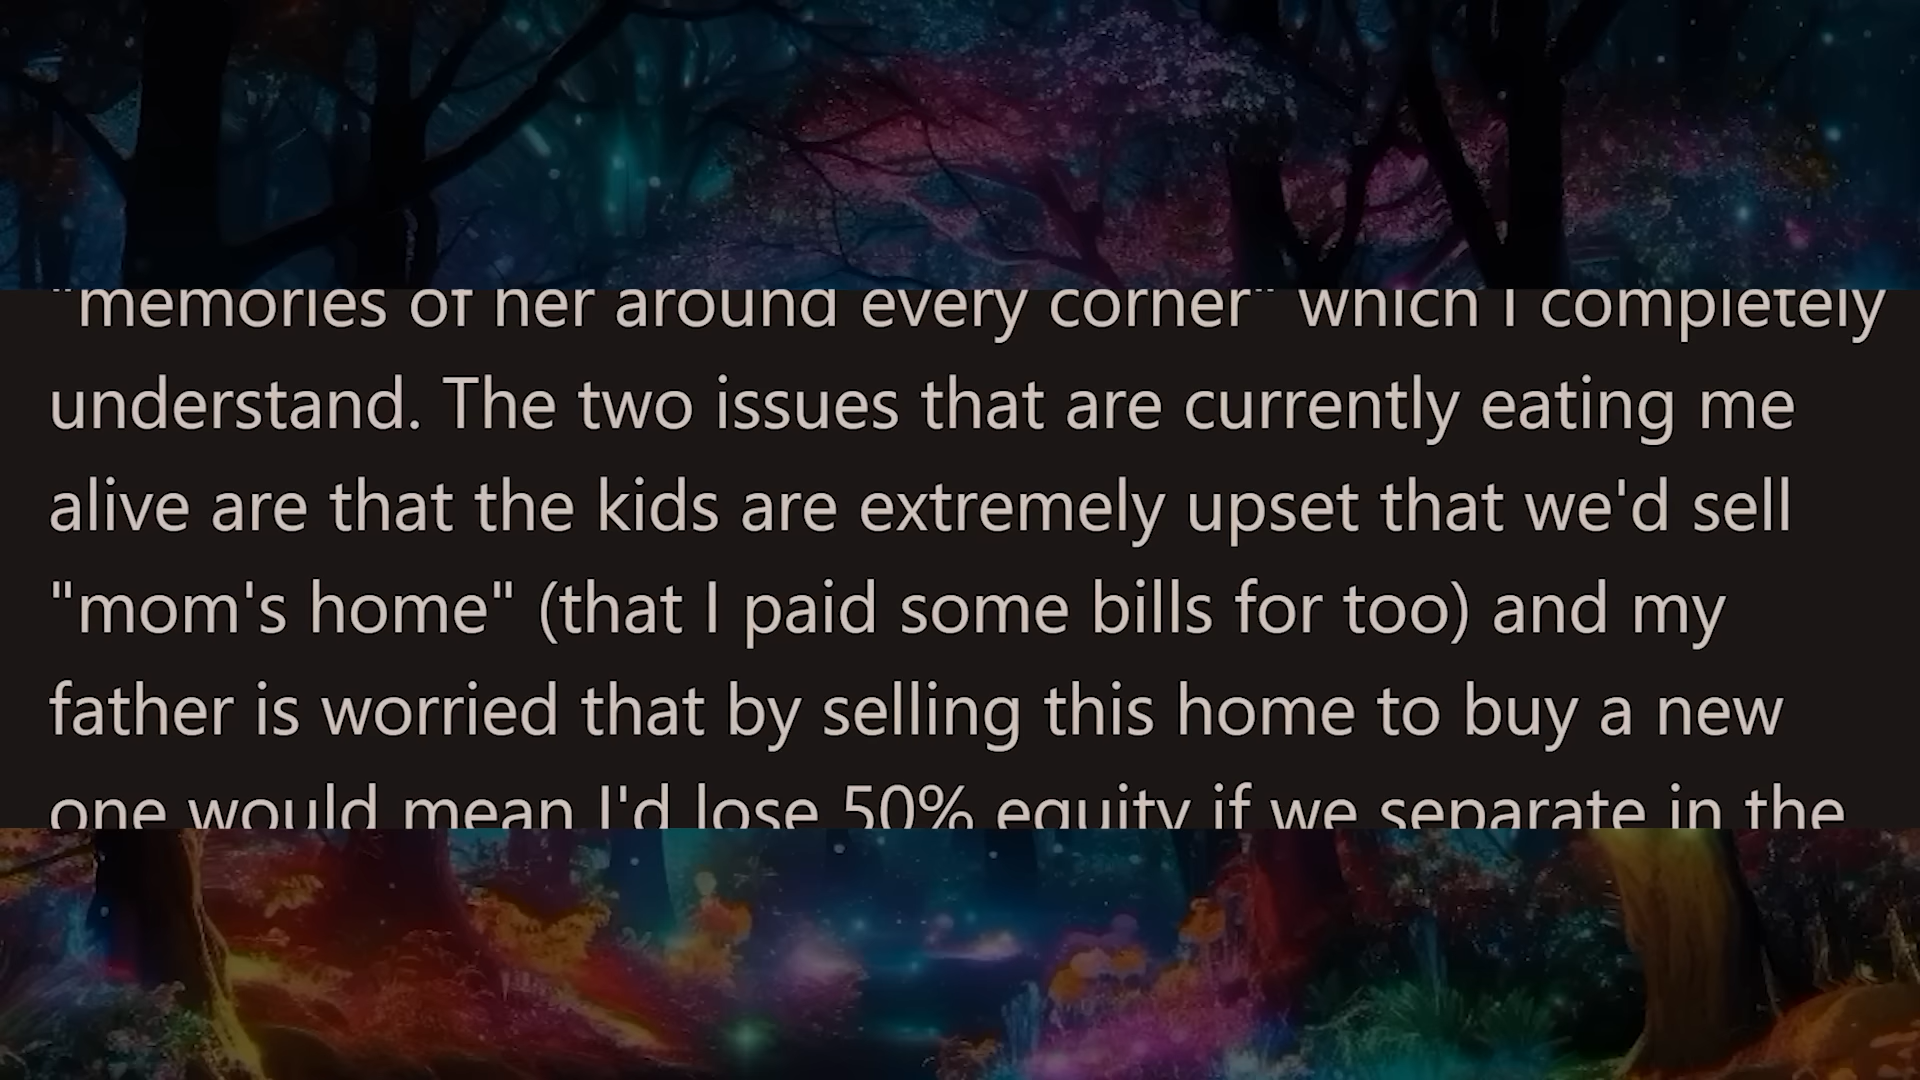 "memories of her around every corner" which I completely
understand. The two issues that are currently eating me
alive are that the kids are extremely upset that we'd sell
"mom's home" (that I paid some bills for too) and my
father is worried that by selling this home to buy a new
one would mean I'd lose 50% equity if we separate in the